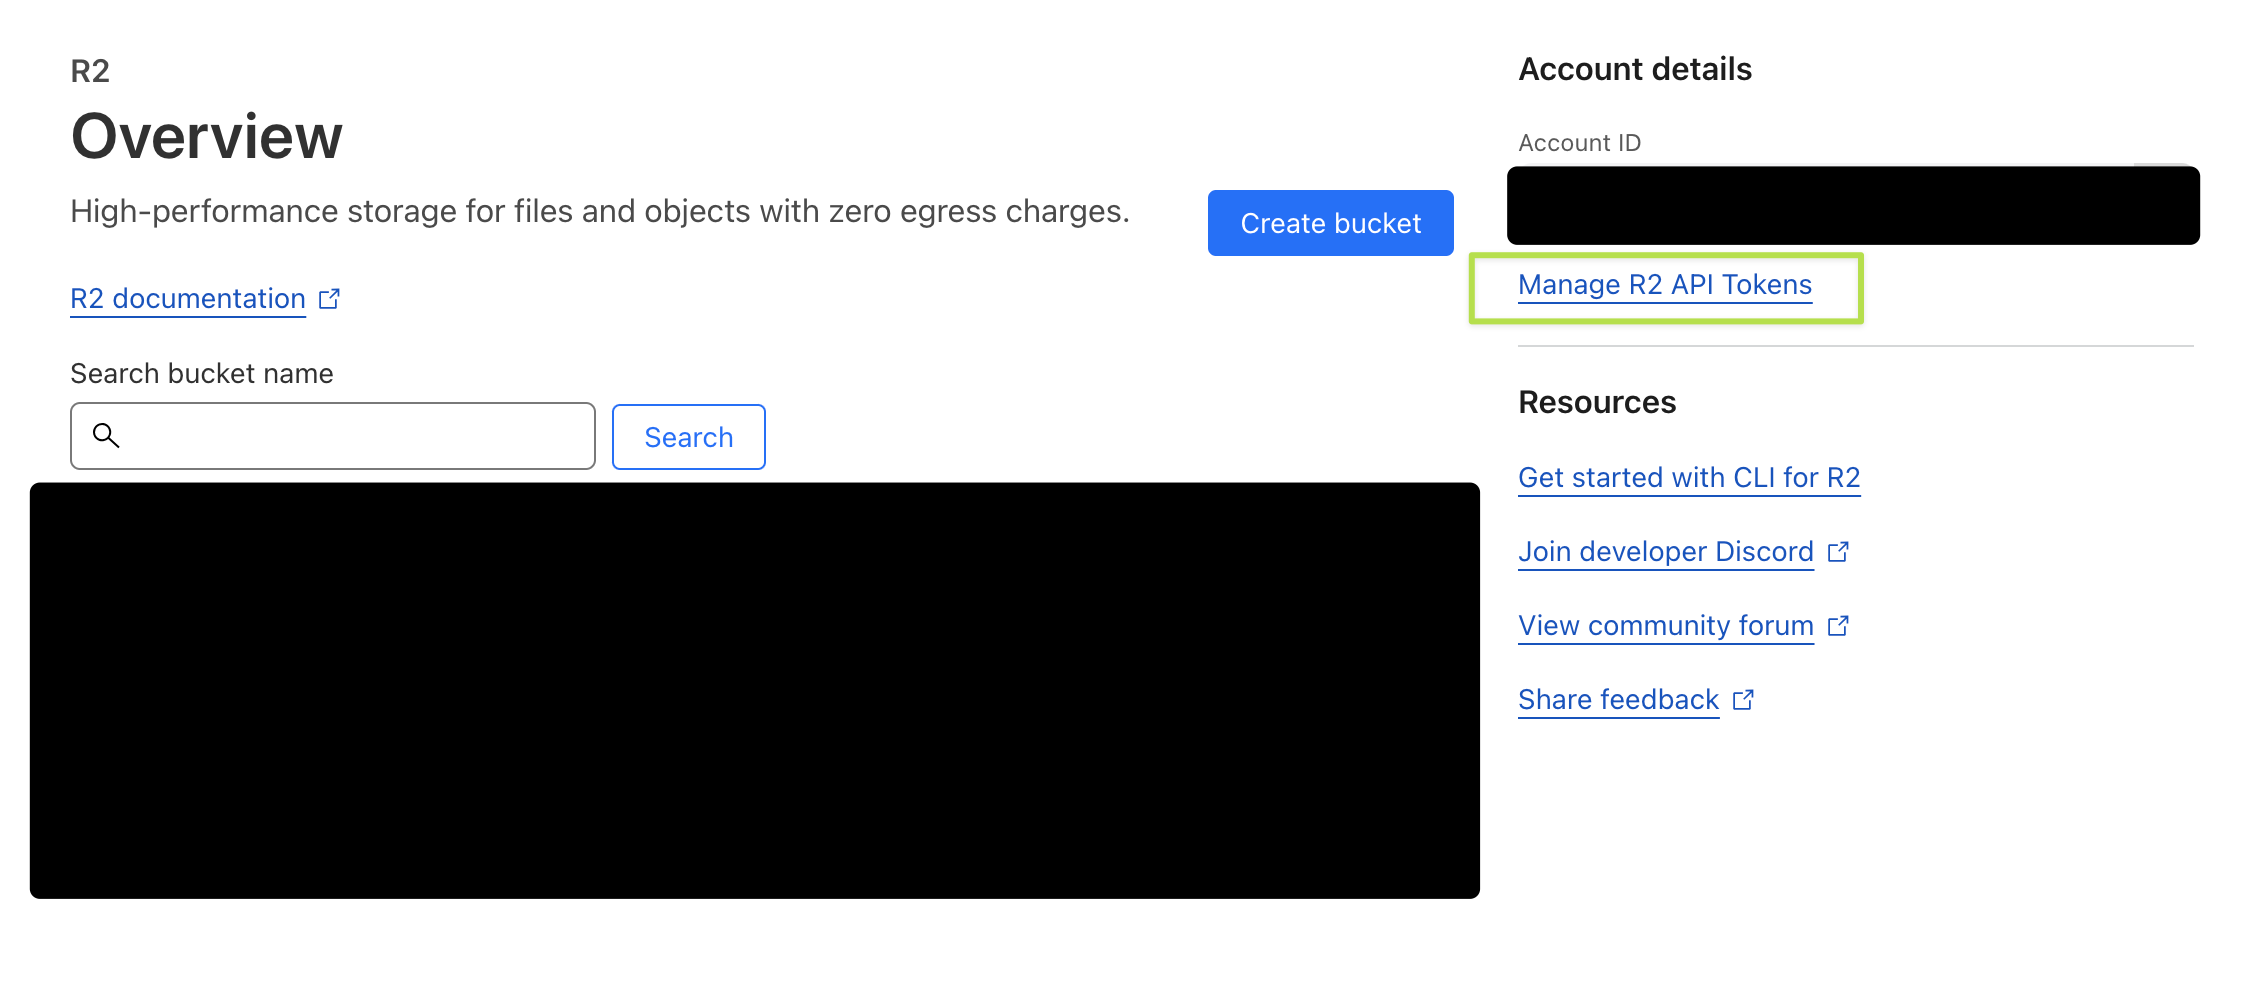 R2
Overview
High-performance storage for files and objects with zero egress charges.
Create bucket
R2 documentation
Search bucket name
Search
Account details
Account ID
Manage R2 API Tokens
Resources
Get started with CLI for R2
Join developer Discord
View community forum
Share feedback